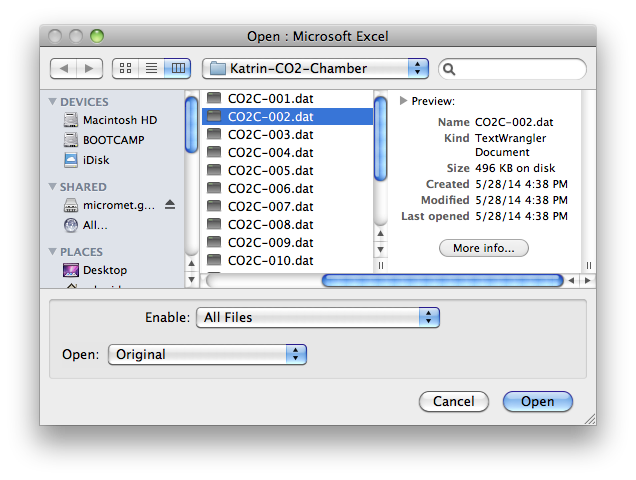 Open : Microsoft Excel
Katrin-CO2-Chamber
DEVICES
Macintosh HD
BOOTCAMP
iDisk
SHARED
micromet.g...
All...
PLACES
Desktop
CO2C-001.dat
CO2C-002.dat
CO2C-003.dat
CO2C-004.dat
CO2C-005.dat
CO2C-006.dat
CO2C-007.dat
CO2C-008.dat
CO2C-009.dat
CO2C-010.dat
Preview:
Name CO2C-002.dat
Kind TextWrangler
Document
Size 496 KB on disk
Created 5/28/14 4:38 PM
Modified 5/28/14 4:38 PM
Last opened 5/28/14 4:38 PM
More info...
Enable: All Files
Open: Original
Cancel Open